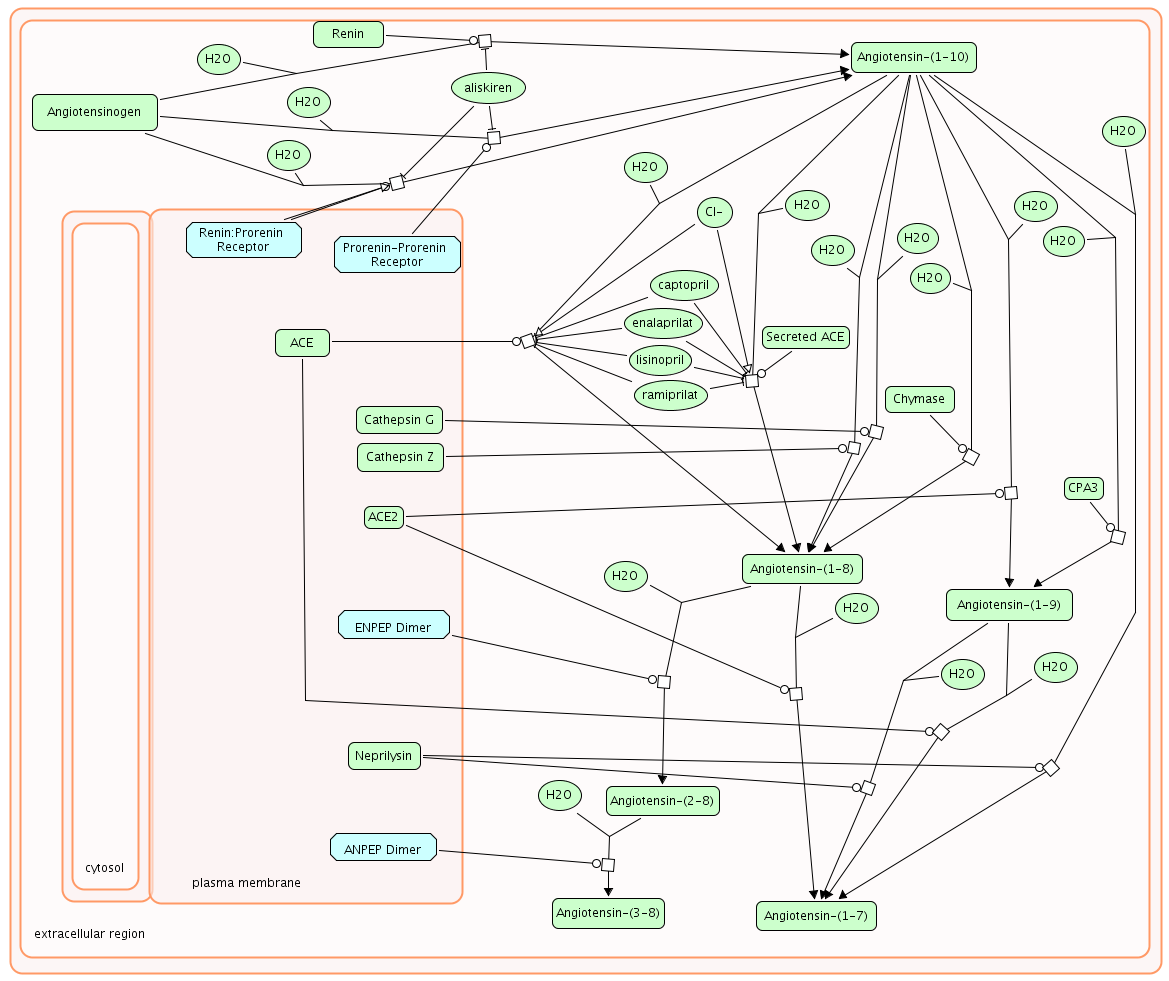 Renin
H2O
Angiotensin-(1-10)
aliskiren
H2O
Angiotensinogen
H2O
H2O
H2O
H2O
Cl-
H2O
H2O
Renin:Prorenin
Receptor
H2O
H2O
H2O
Prorenin-Prorenin
Receptor
H2O
captopril
enalaprilat
Secreted ACE
ACE
lisinopril
ramiprilat
Chymase
Cathepsin G
Cathepsin Z
CPA3
ACE2
Angiotensin-(1-8)
H2O
H2O
Angiotensin-(1-9)
ENPEP Dimer
H2O
H2O
Neprilysin
H2O
Angiotensin-(2-8)
ANPEP Dimer
cytosol
plasma membrane
Angiotensin-(3-8)
Angiotensin-(1-7)
extracellular region